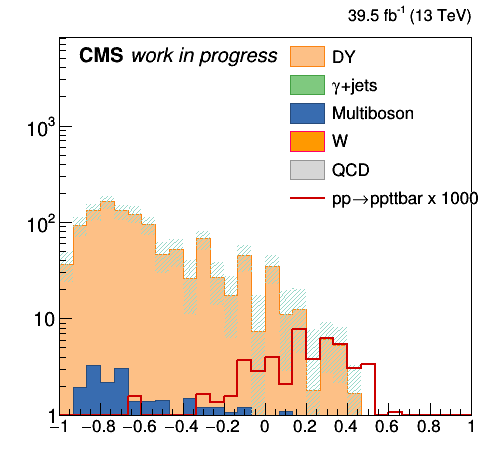 39.5 fb⁻¹ (13 TeV)
CMS work in progress
DY
γ+jets
Multiboson
W
QCD
pp→ppttbar x 1000
10³
10²
10
1
−1 −0.8 −0.6 −0.4 −0.2 0 0.2 0.4 0.6 0.8 1